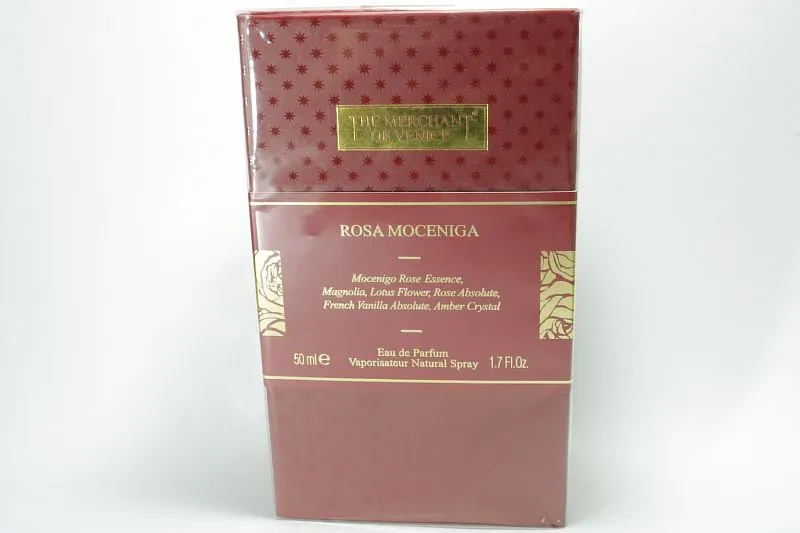 THE MERCHANT
OF VENICE
ROSA MOCENIGA
Mocenigo Rose Essence,
Magnolia, Lotus Flower, Rose Absolute,
French Vanilla Absolute, Amber Crystal
50 ml ℮
Eau de Parfum
Vaporisateur Natural Spray
1.7 Fl.Oz.